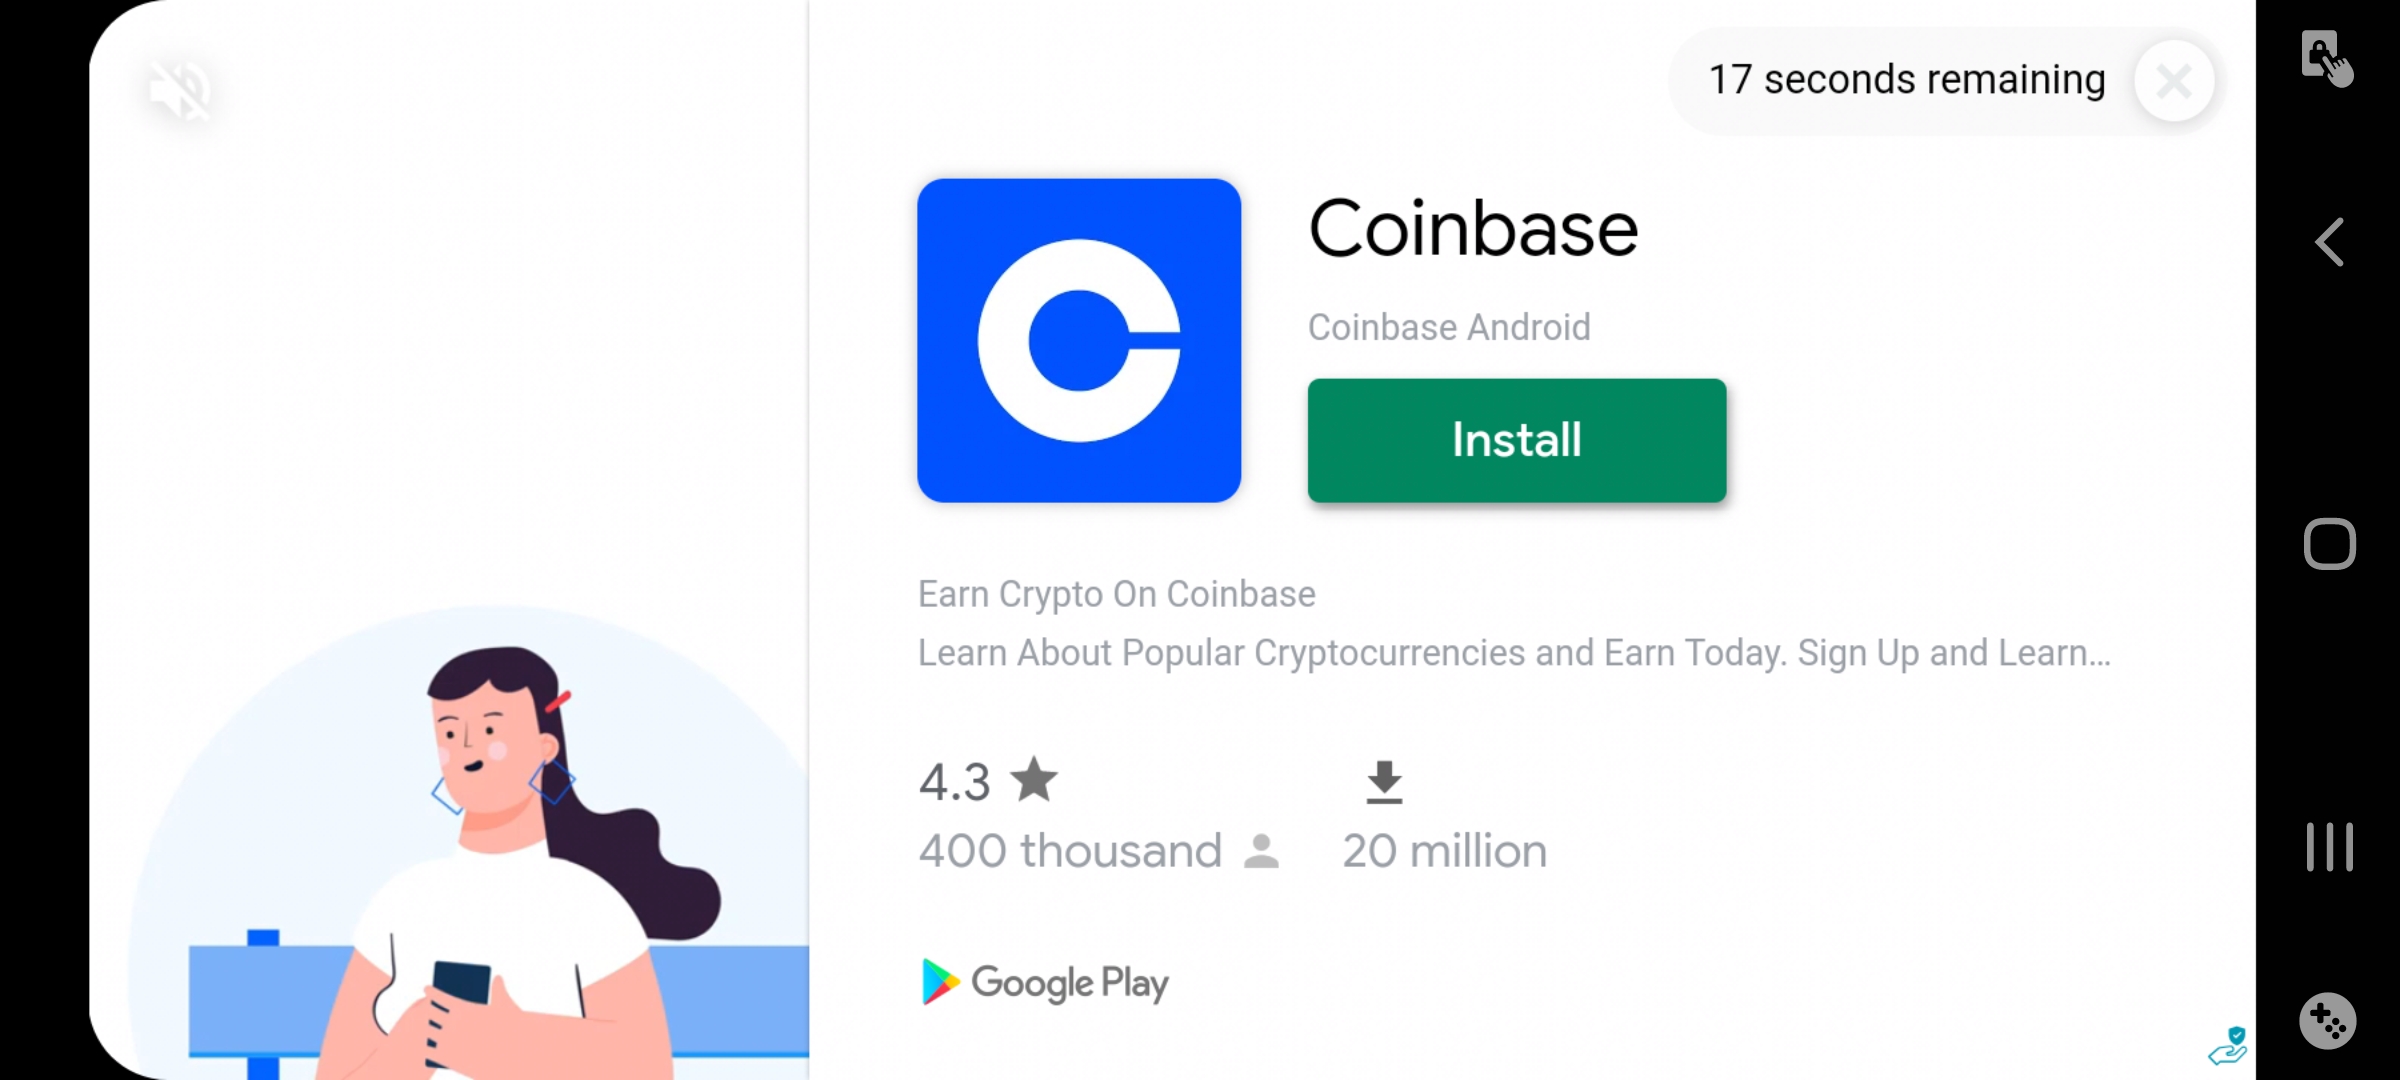 17 seconds remaining
Coinbase
Coinbase Android
Install
Earn Crypto On Coinbase
Learn About Popular Cryptocurrencies and Earn Today. Sign Up and Learn...
4.3
400 thousand
20 million
Google Play